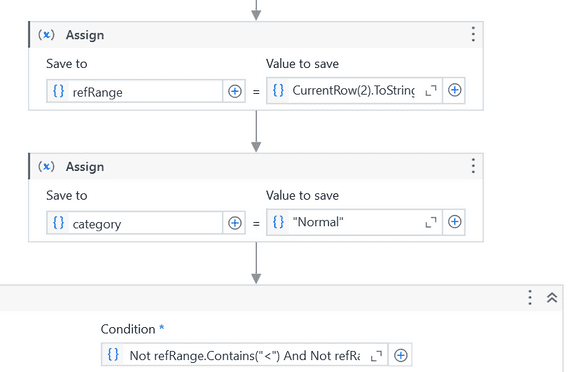 (x) Assign
Save to Value to save
{} refRange = {} CurrentRow(2).ToString
(x) Assign
Save to Value to save
{} category = {} "Normal"
Condition *
{} Not refRange.Contains("<") And Not refRa